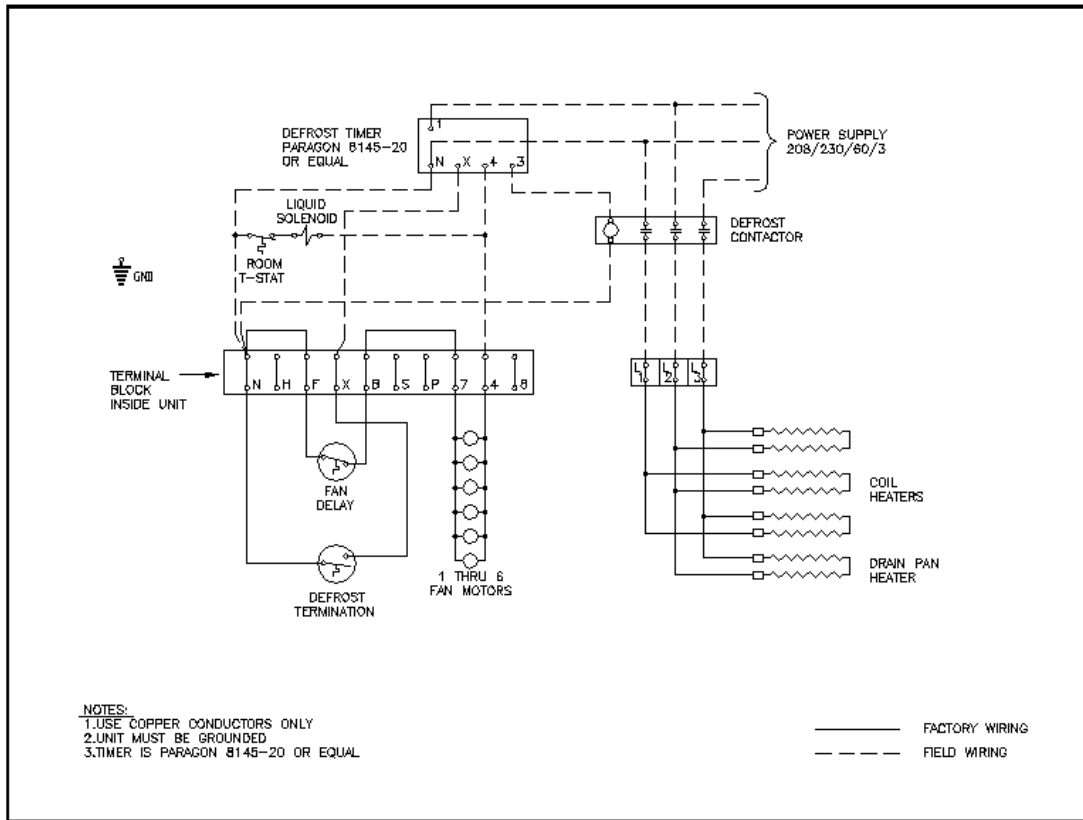 1
DEFROST TIMER
PARAGON 8145-20
OR EQUAL
N X 4 3
POWER SUPPLY
208/230/60/3
LIQUID
SOLENOID
DEFROST
CONTACTOR
ROOM
T-STAT
GND
TERMINAL
BLOCK
INSIDE UNIT
N H F X B S P 7 4 8
1 2 3
FAN
DELAY
COIL
HEATERS
DRAIN PAN
HEATER
1 THRU 6
FAN MOTORS
DEFROST
TERMINATION
NOTES:
1.USE COPPER CONDUCTORS ONLY
2.UNIT MUST BE GROUNDED
3.TIMER IS PARAGON 8145-20 OR EQUAL
FACTORY WIRING
FIELD WIRING